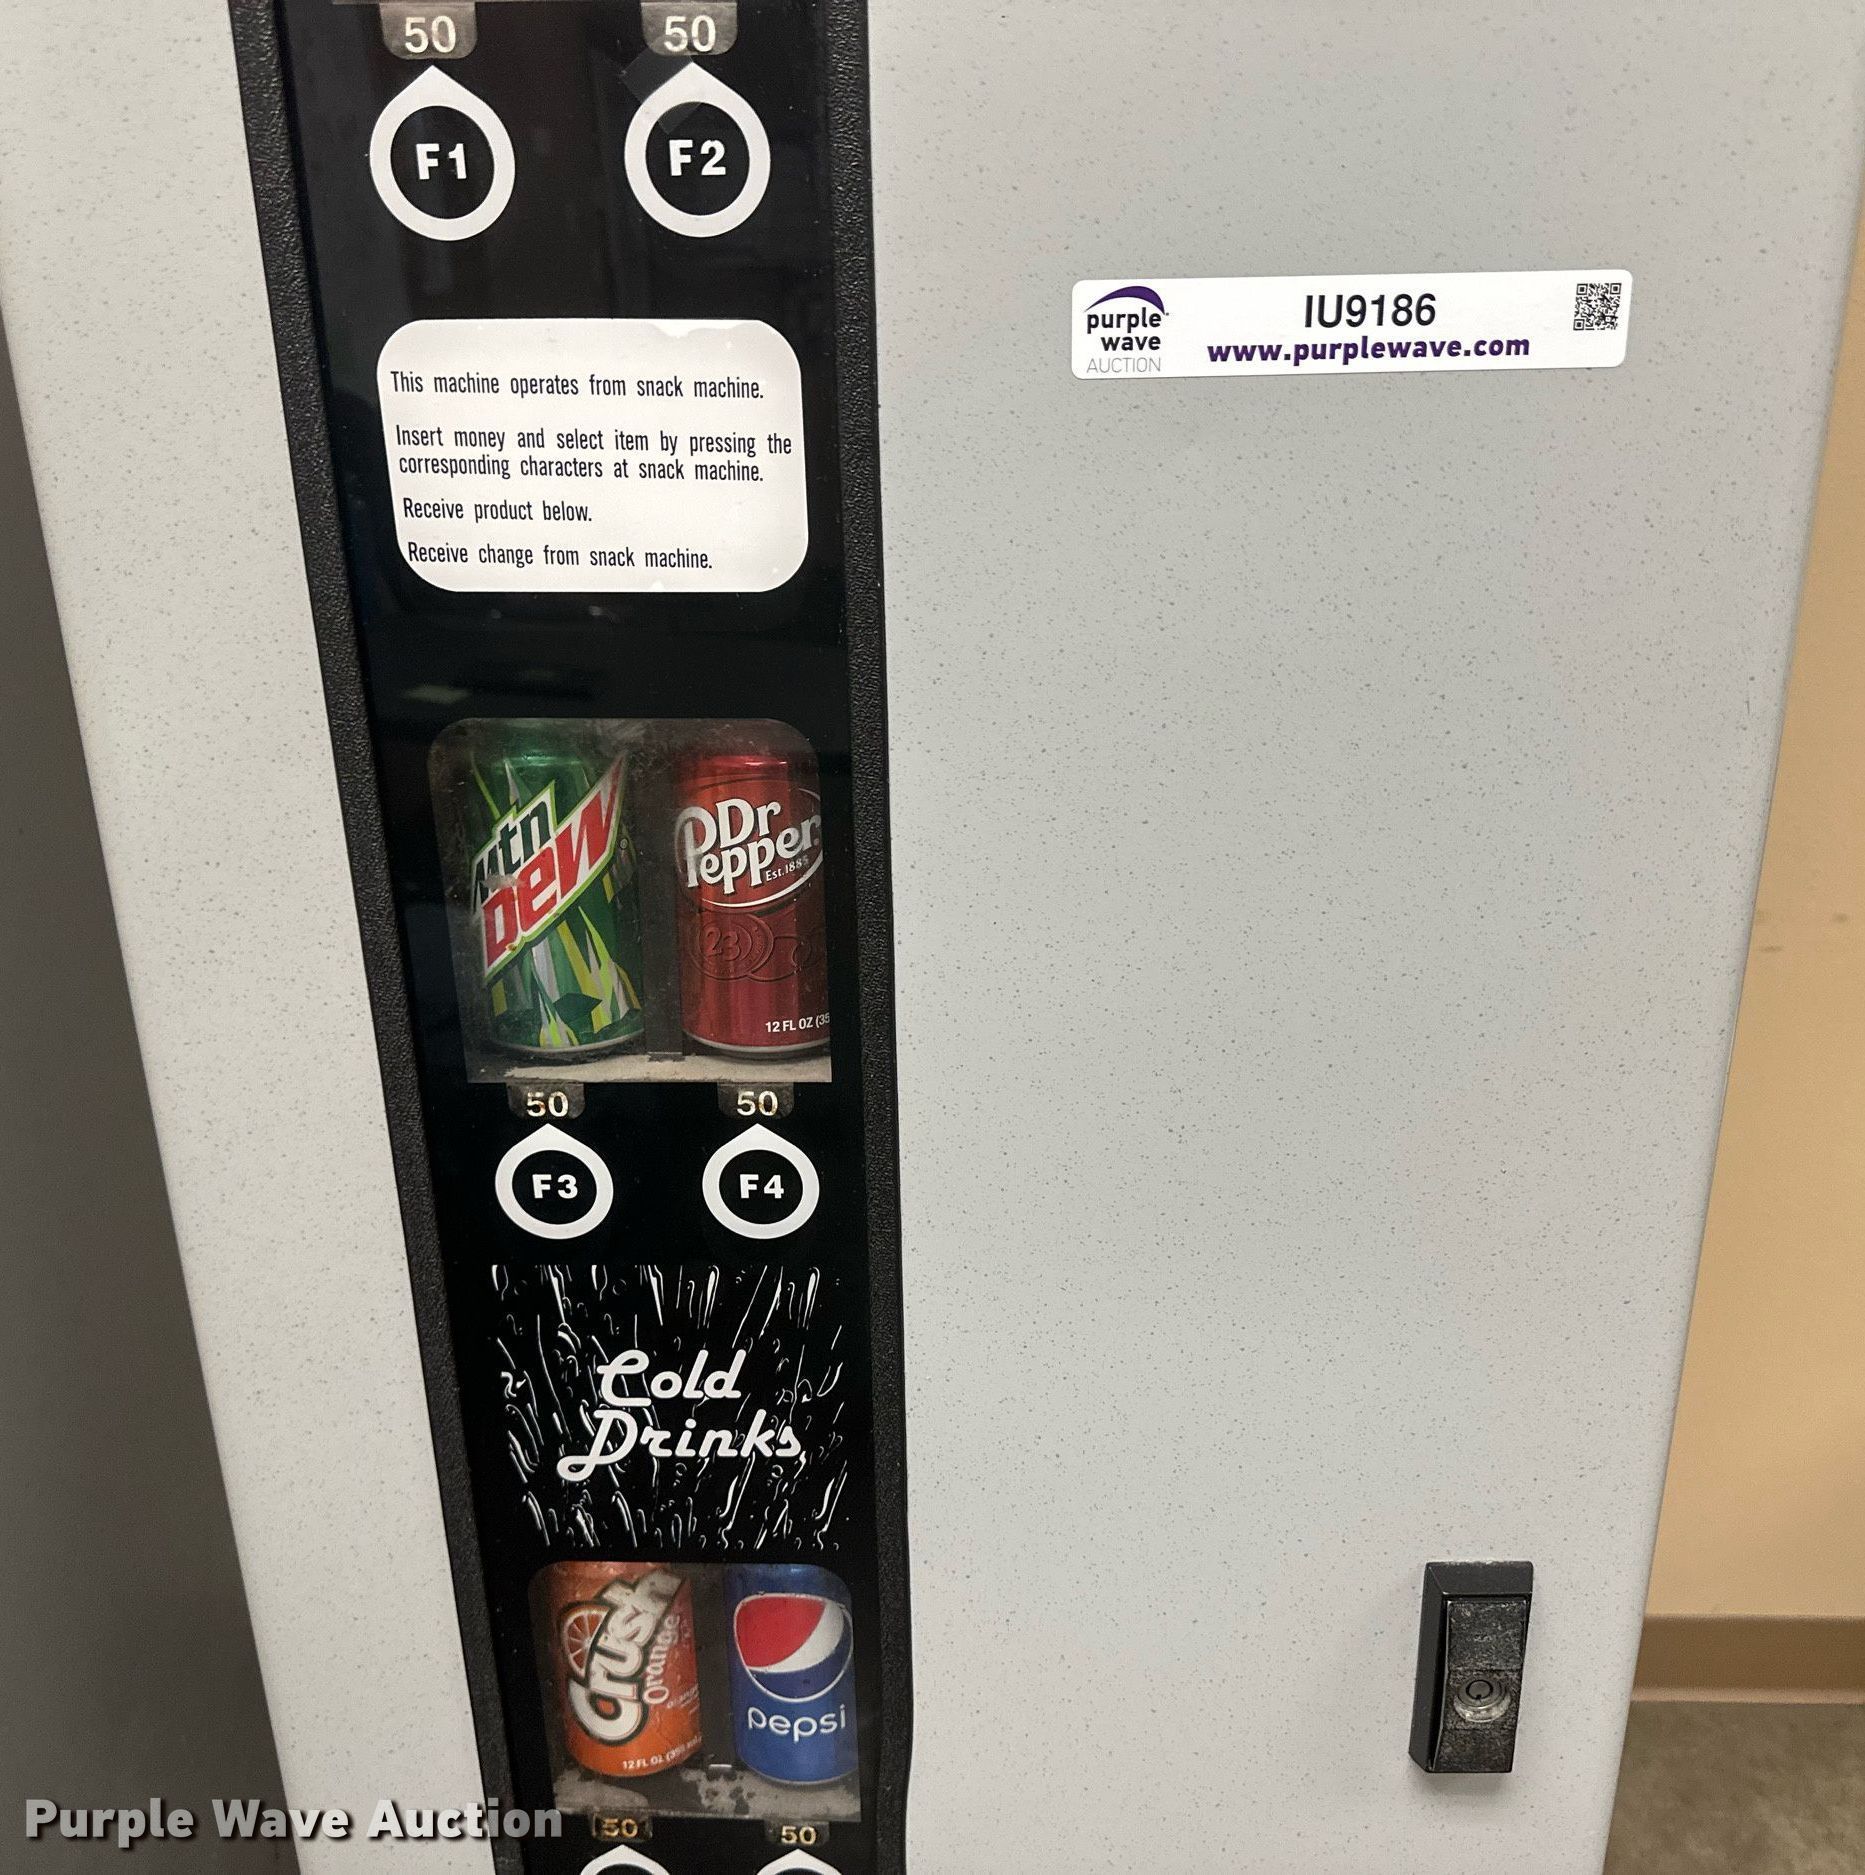 50 50
F1 F2
purple
wave
AUCTION
IU9186
www.purplewave.com
This machine operates from snack machine.
Insert money and select item by pressing the
corresponding characters at snack machine.
Receive product below.
Receive change from snack machine.
Mtn
Dew
Dr
Pepper
Est.1885
23
12 FL OZ (35
50 50
F3 F4
Cold
Drinks
Crush
Orange
12 FL OZ (355
pepsi
50 50
Purple Wave Auction